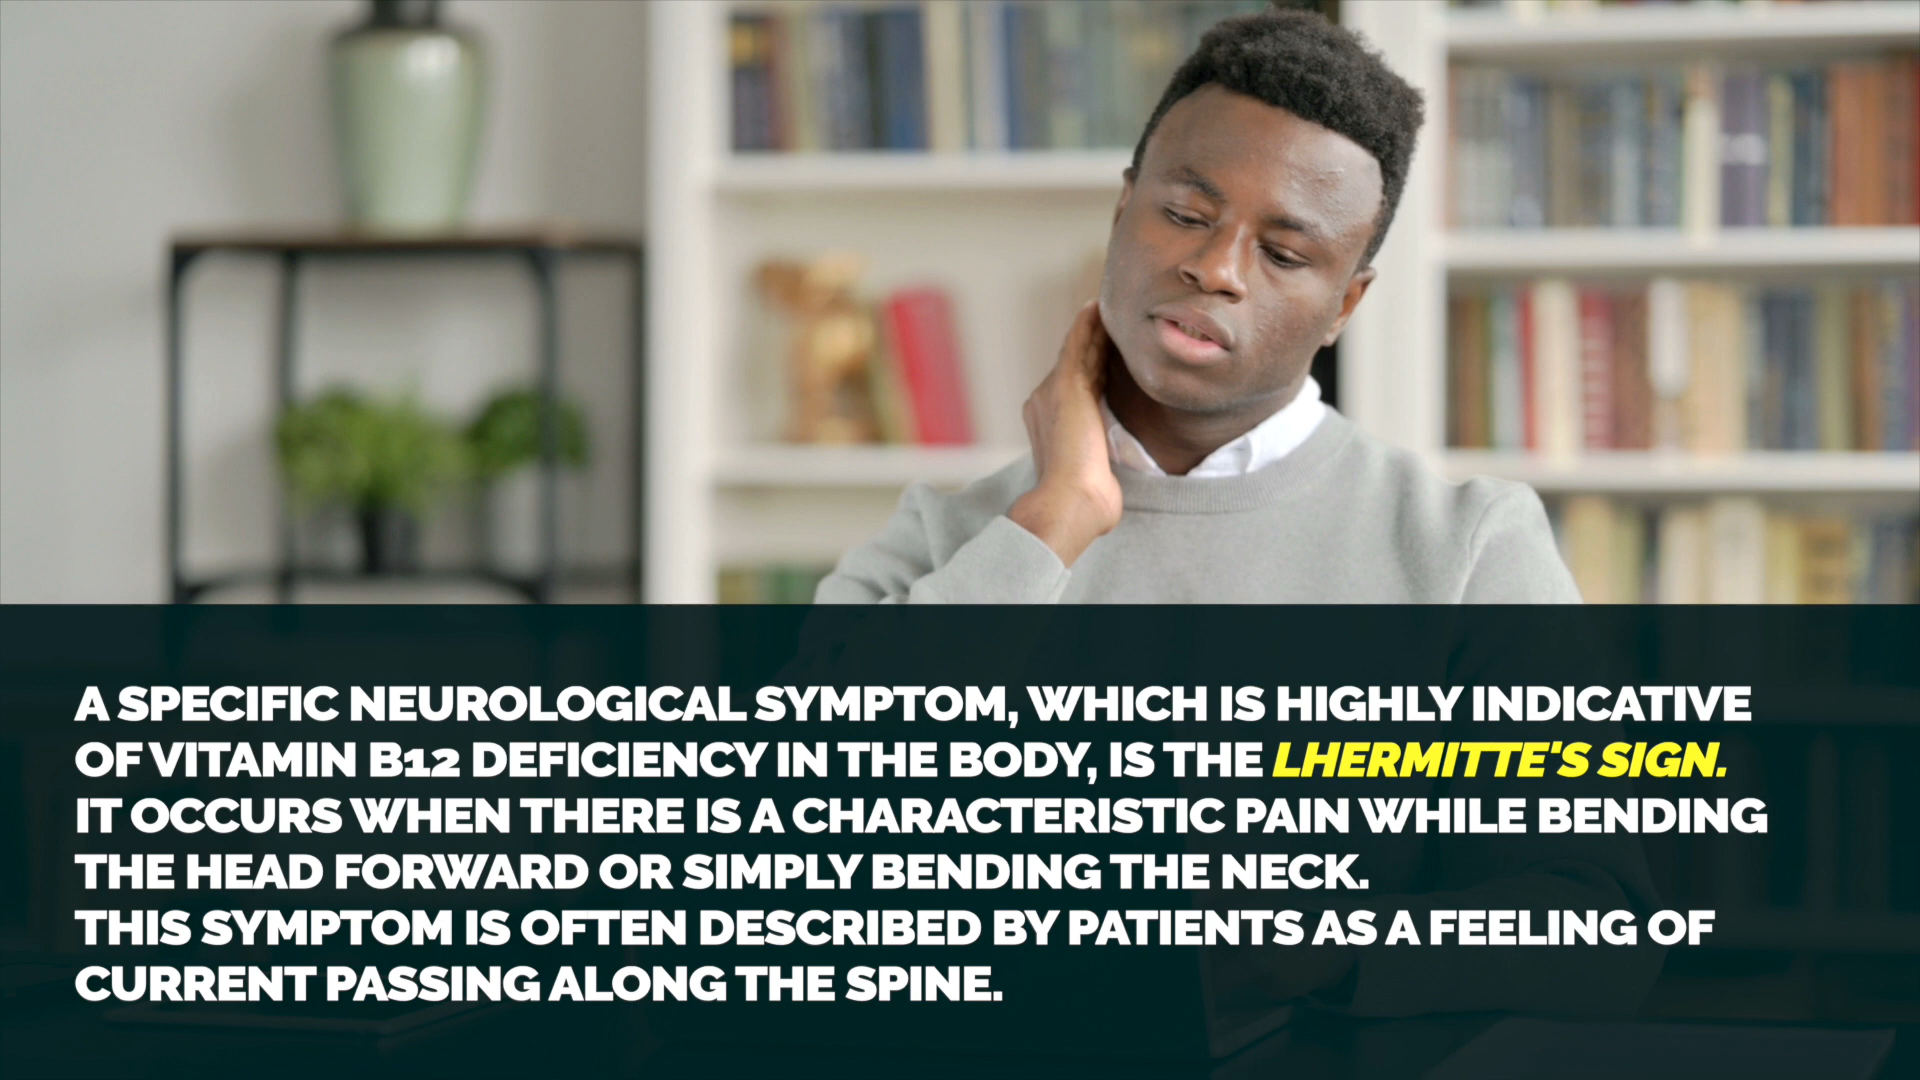 A SPECIFIC NEUROLOGICAL SYMPTOM, WHICH IS HIGHLY INDICATIVE
OF VITAMIN B12 DEFICIENCY IN THE BODY, IS THE LHERMITTE'S SIGN.
IT OCCURS WHEN THERE IS A CHARACTERISTIC PAIN WHILE BENDING
THE HEAD FORWARD OR SIMPLY BENDING THE NECK.
THIS SYMPTOM IS OFTEN DESCRIBED BY PATIENTS AS A FEELING OF
CURRENT PASSING ALONG THE SPINE.